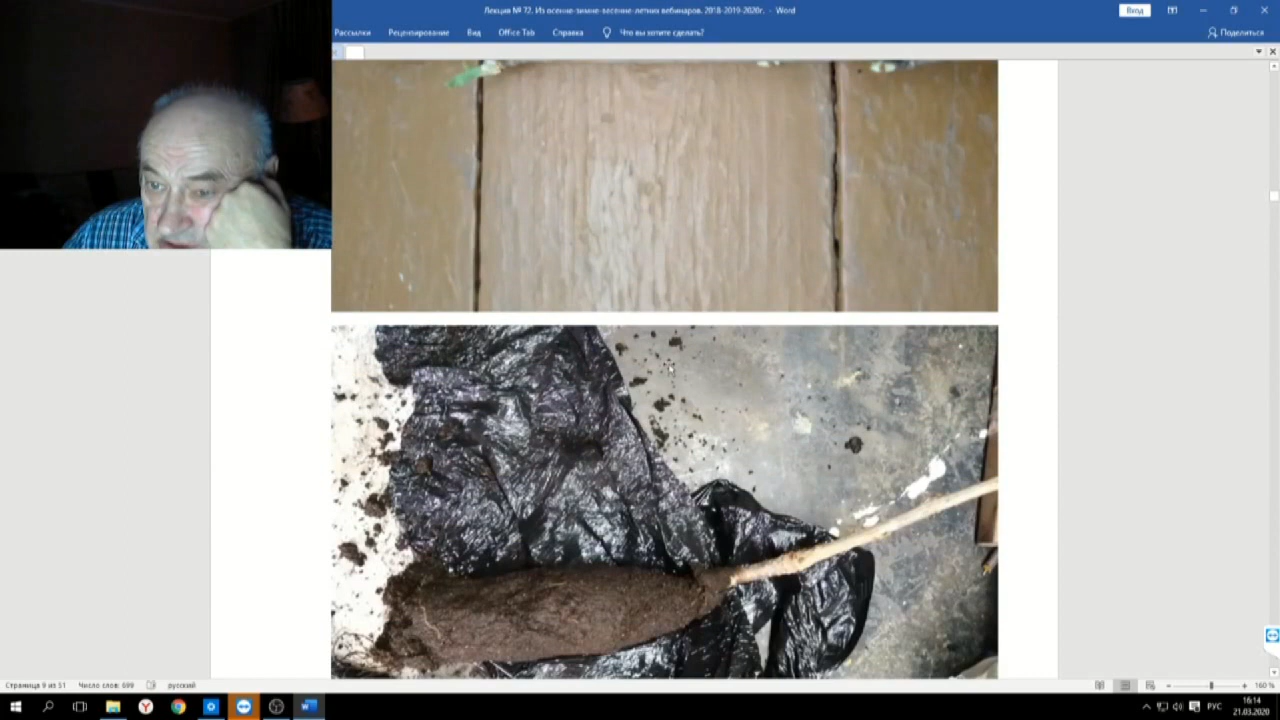 Лекция № 72. Из осенне-зимне-весенне-летних вебинаров. 2018-2019-2020г. - Word
Вход
Рассылки Рецензирование Вид Office Tab Справка Что вы хотите сделать? Поделиться
Страница 9 из 51 Число слов: 699 русский 160 %
РУС
16:14
21.03.2020